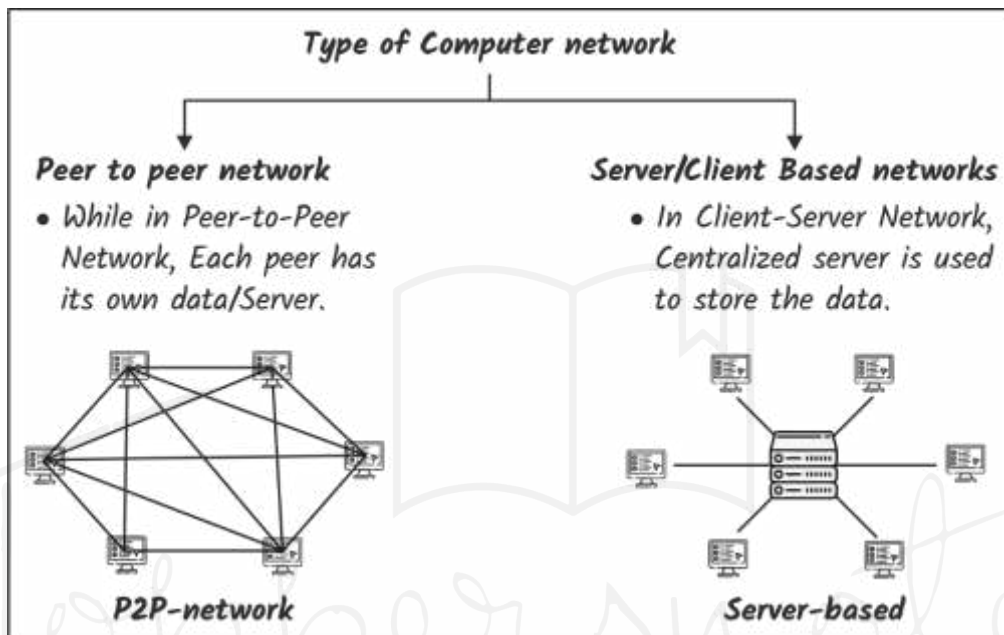 Type of Computer network
Peer to peer network
• While in Peer-to-Peer
Network, Each peer has
its own data/Server.
P2P-network
Server/Client Based networks
• In Client-Server Network,
Centralized server is used
to store the data.
Server-based